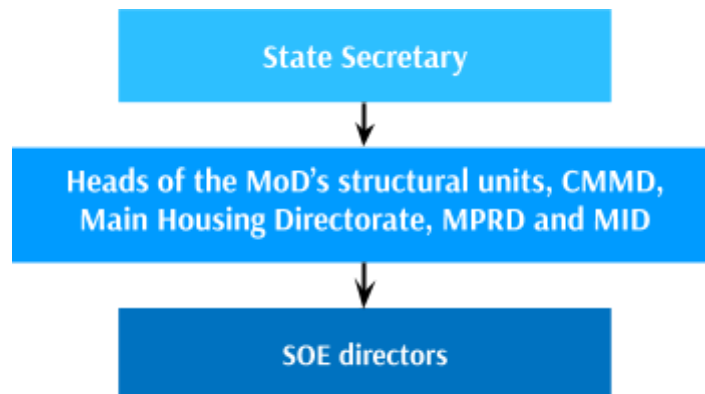 State Secretary
Heads of the MoD’s structural units, CMMD,
Main Housing Directorate, MPRD and MID
SOE directors